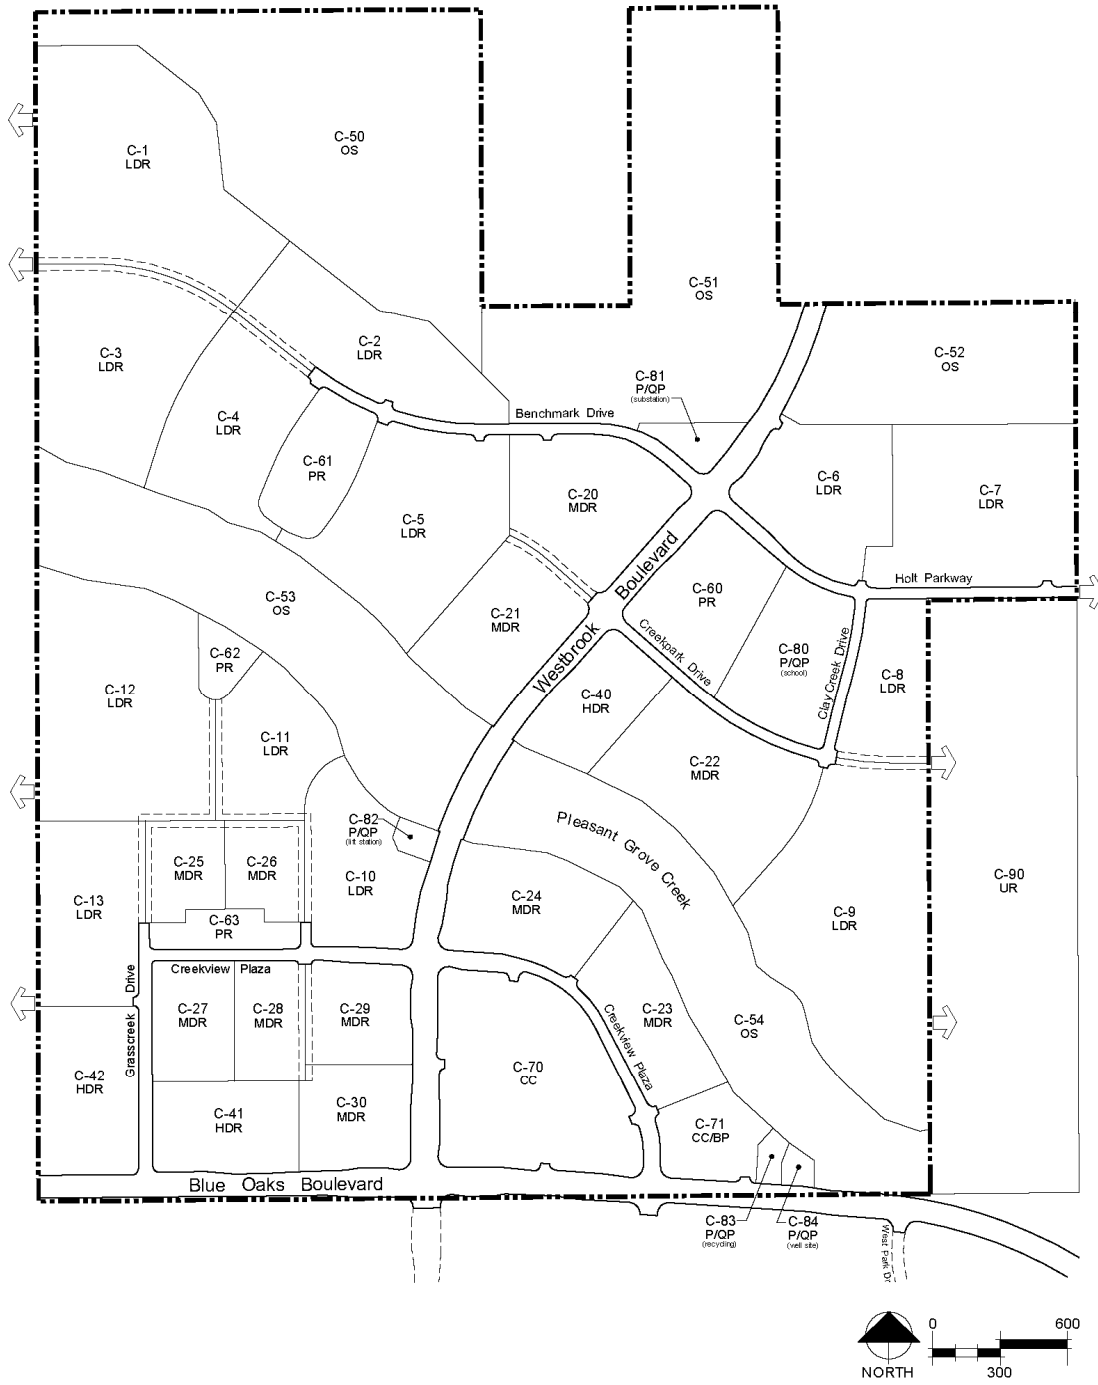 C-50
OS
C-1
LDR
C-51
OS
C-2
LDR
C-3
LDR
C-52
OS
C-81
P/QP
(substation)
Benchmark Drive
C-4
LDR
C-61
PR
C-6
LDR
C-7
LDR
C-20
MDR
C-5
LDR
Westbrook Boulevard
Holt Parkway
C-53
OS
C-60
PR
C-21
MDR
Creekpark Drive
C-80
P/QP
(school)
Clay Creek Drive
C-8
LDR
C-62
PR
C-12
LDR
C-40
HDR
C-11
LDR
C-22
MDR
C-82
P/QP
(lift station)
Pleasant Grove Creek
C-25
MDR
C-26
MDR
C-10
LDR
C-90
UR
C-13
LDR
C-24
MDR
C-9
LDR
C-63
PR
Creekview Plaza
Grasscreek Drive
C-27
MDR
C-28
MDR
C-29
MDR
C-23
MDR
Creekview Plaza
C-54
OS
C-42
HDR
C-70
CC
C-41
HDR
C-30
MDR
C-71
CC/BP
Blue Oaks Boulevard
C-83
P/QP
(recycling)
C-84
P/QP
(well site)
West Park Dr
0
600
NORTH
300